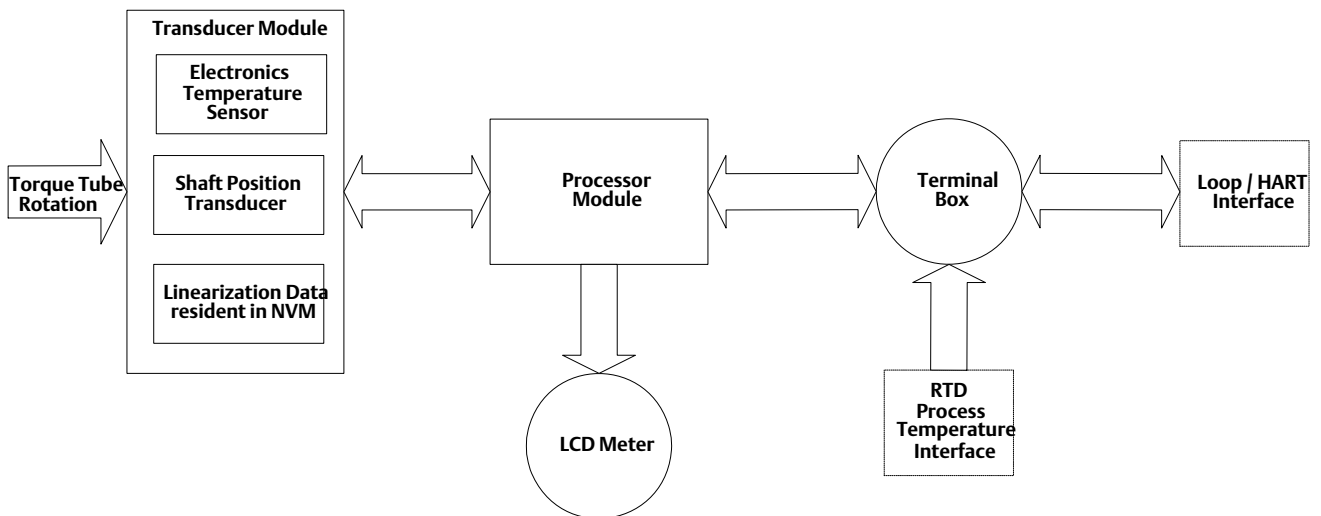 Transducer Module
Electronics
Temperature
Sensor
Torque Tube
Rotation
Shaft Position
Transducer
Linearization Data
resident in NVM
Processor
Module
LCD Meter
Terminal
Box
RTD
Process
Temperature
Interface
Loop / HART
Interface